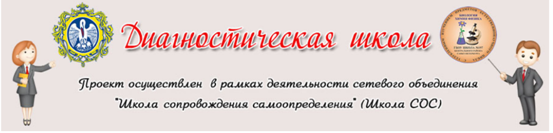 Диагностическая школа
Проект осуществлен в рамках деятельности сетевого объединения
"Школа сопровождения самоопределения" (Школа СОС)